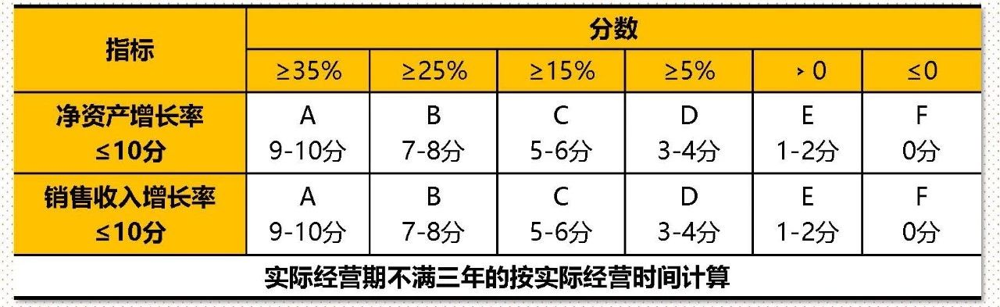 指标
分数
≥35% ≥25% ≥15% ≥5% >0 ≤0
净资产增长率
≤10分
A B C D E F
9-10分 7-8分 5-6分 3-4分 1-2分 0分
销售收入增长率
≤10分
A B C D E F
9-10分 7-8分 5-6分 3-4分 1-2分 0分
实际经营期不满三年的按实际经营时间计算